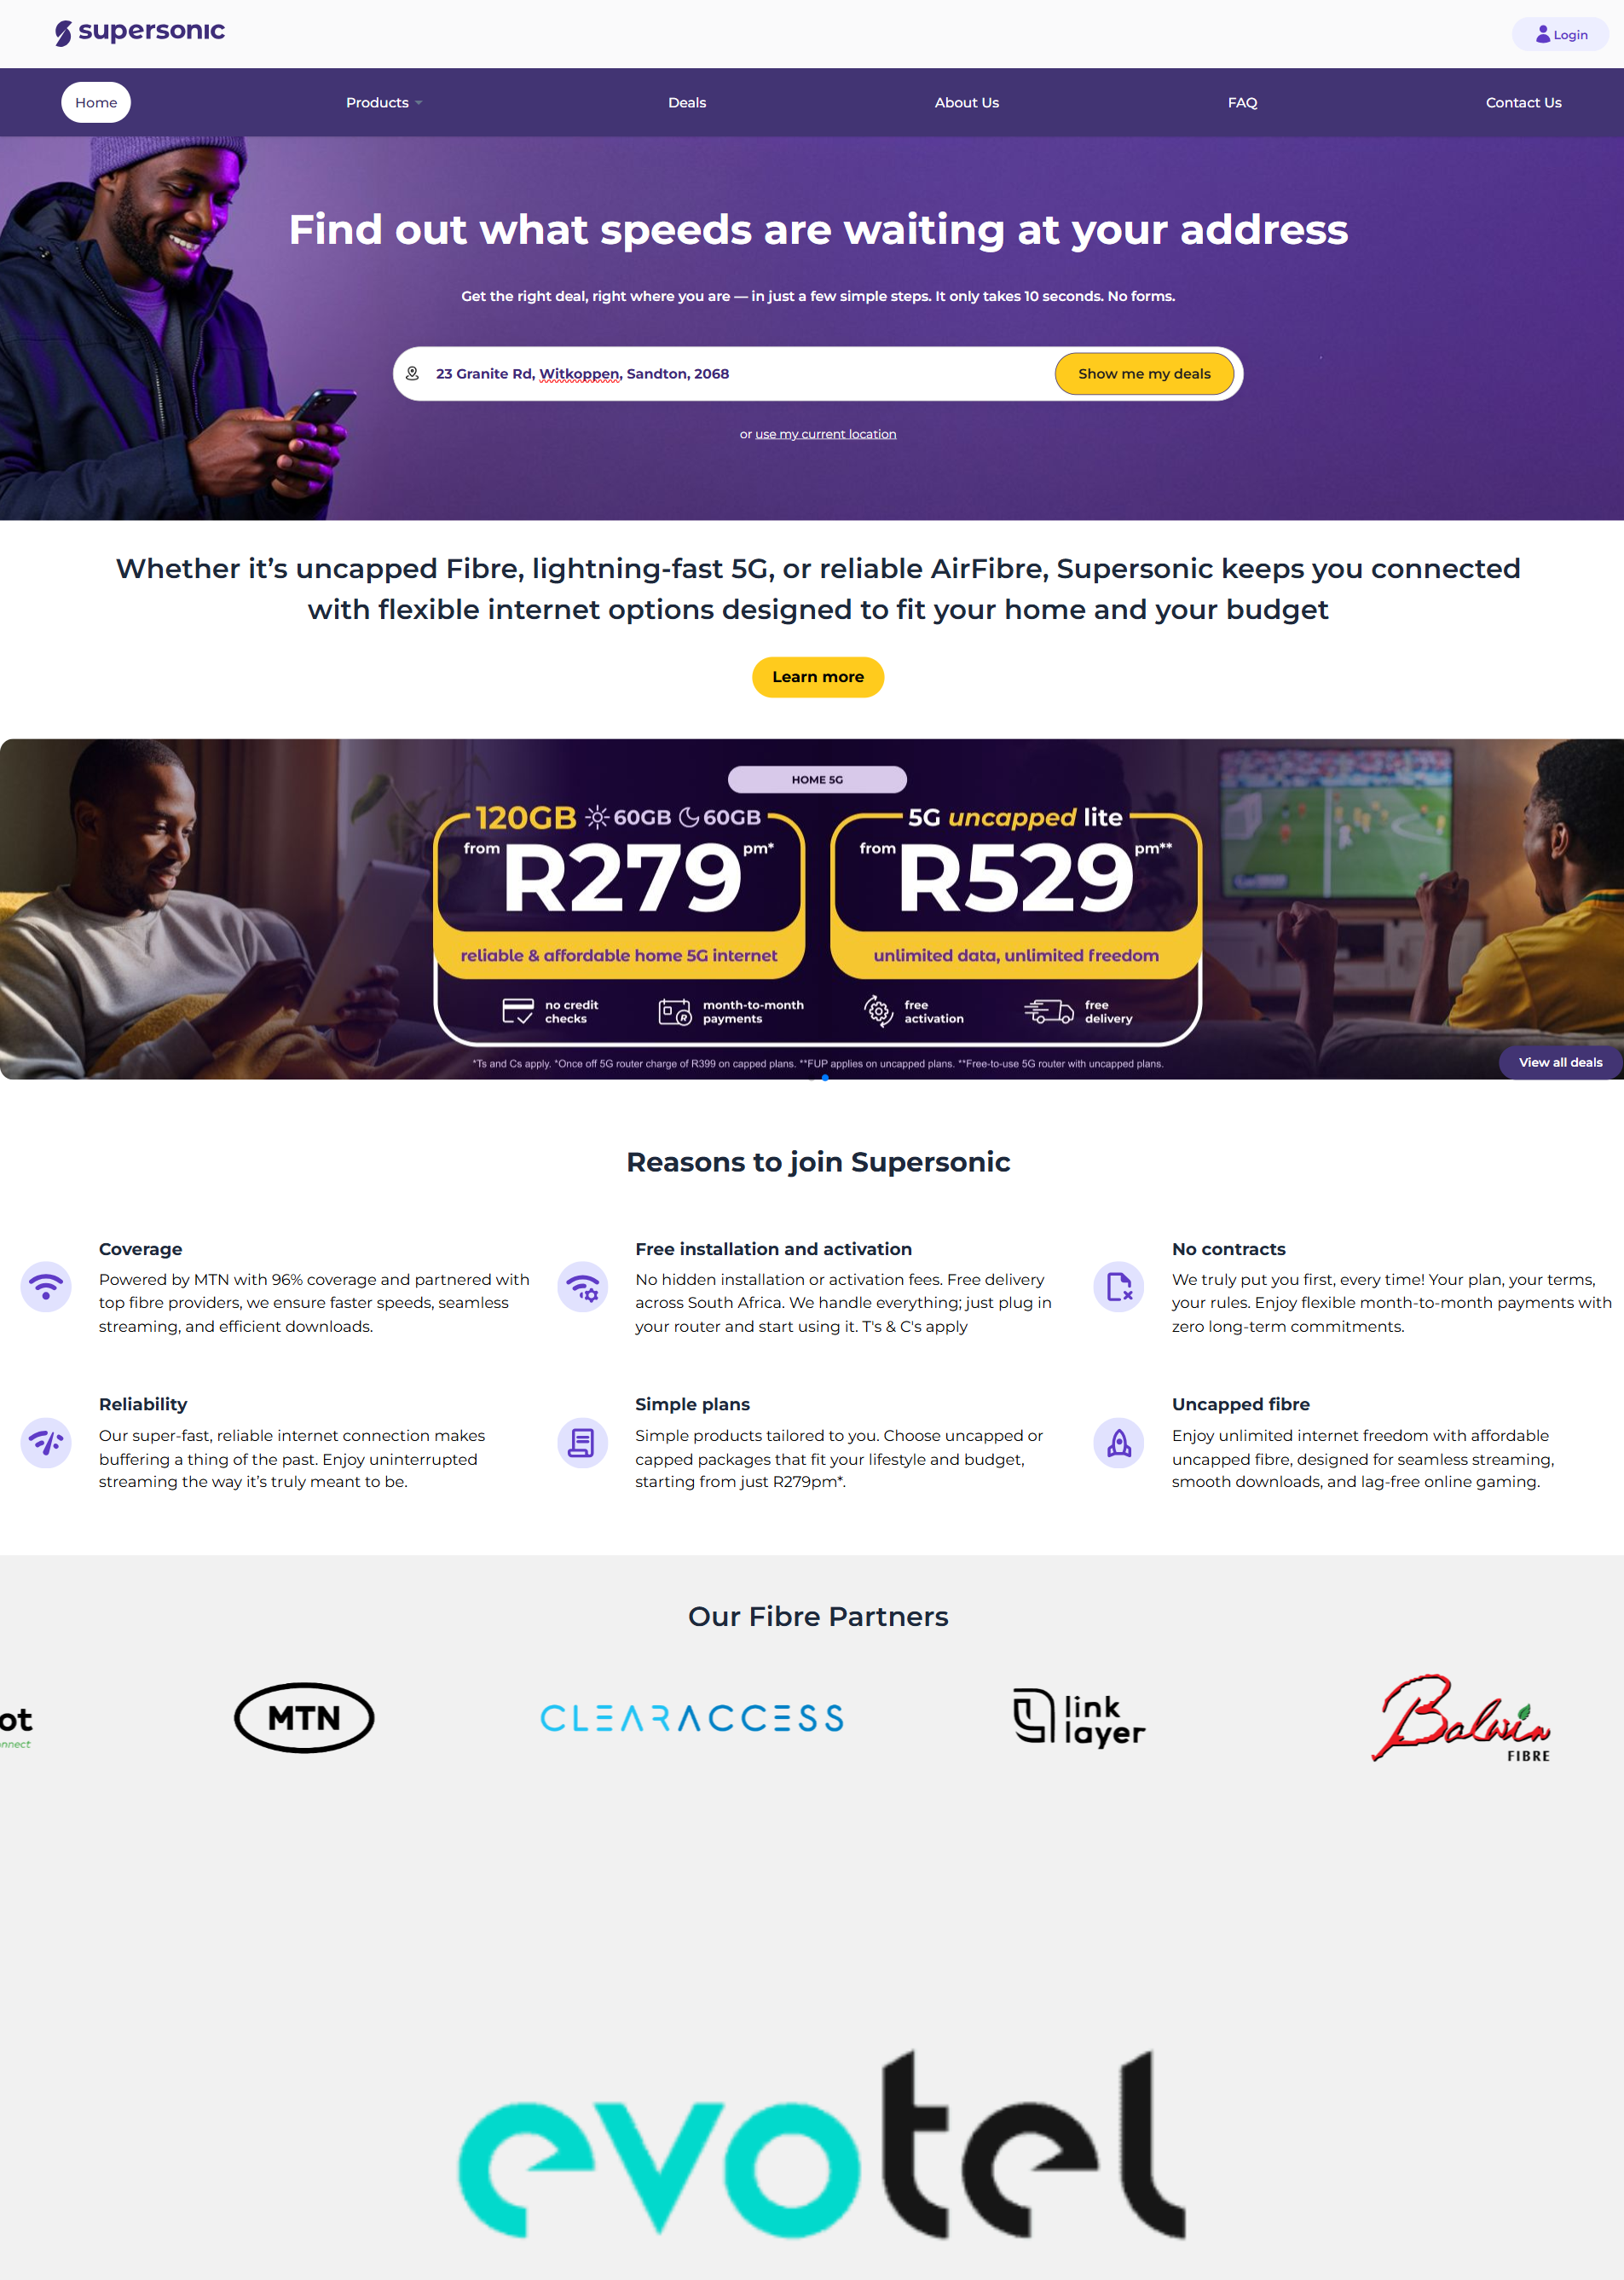 supersonic
Login
Home
Products
Deals
About Us
FAQ
Contact Us
Find out what speeds are waiting at your address
Get the right deal, right where you are — in just a few simple steps. It only takes 10 seconds. No forms.
23 Granite Rd, Witkoppen, Sandton, 2068
Show me my deals
or use my current location
Whether it’s uncapped Fibre, lightning-fast 5G, or reliable AirFibre, Supersonic keeps you connected
with flexible internet options designed to fit your home and your budget
Learn more
HOME 5G
120GB 60GB 60GB
from R279 pm*
reliable & affordable home 5G internet
5G uncapped lite
from R529 pm**
unlimited data, unlimited freedom
no credit
checks
month-to-month
payments
free
activation
free
delivery
*Ts and Cs apply. *Once off 5G router charge of R399 on capped plans. **FUP applies on uncapped plans. **Free-to-use 5G router with uncapped plans.
View all deals
Reasons to join Supersonic
Coverage
Powered by MTN with 96% coverage and partnered with
top fibre providers, we ensure faster speeds, seamless
streaming, and efficient downloads.
Free installation and activation
No hidden installation or activation fees. Free delivery
across South Africa. We handle everything; just plug in
your router and start using it. T's & C's apply
No contracts
We truly put you first, every time! Your plan, your terms,
your rules. Enjoy flexible month-to-month payments with
zero long-term commitments.
Reliability
Our super-fast, reliable internet connection makes
buffering a thing of the past. Enjoy uninterrupted
streaming the way it’s truly meant to be.
Simple plans
Simple products tailored to you. Choose uncapped or
capped packages that fit your lifestyle and budget,
starting from just R279pm*.
Uncapped fibre
Enjoy unlimited internet freedom with affordable
uncapped fibre, designed for seamless streaming,
smooth downloads, and lag-free online gaming.
Our Fibre Partners
ot
nnect
MTN
CLEARACCESS
link
layer
Balwin
FIBRE
evotel